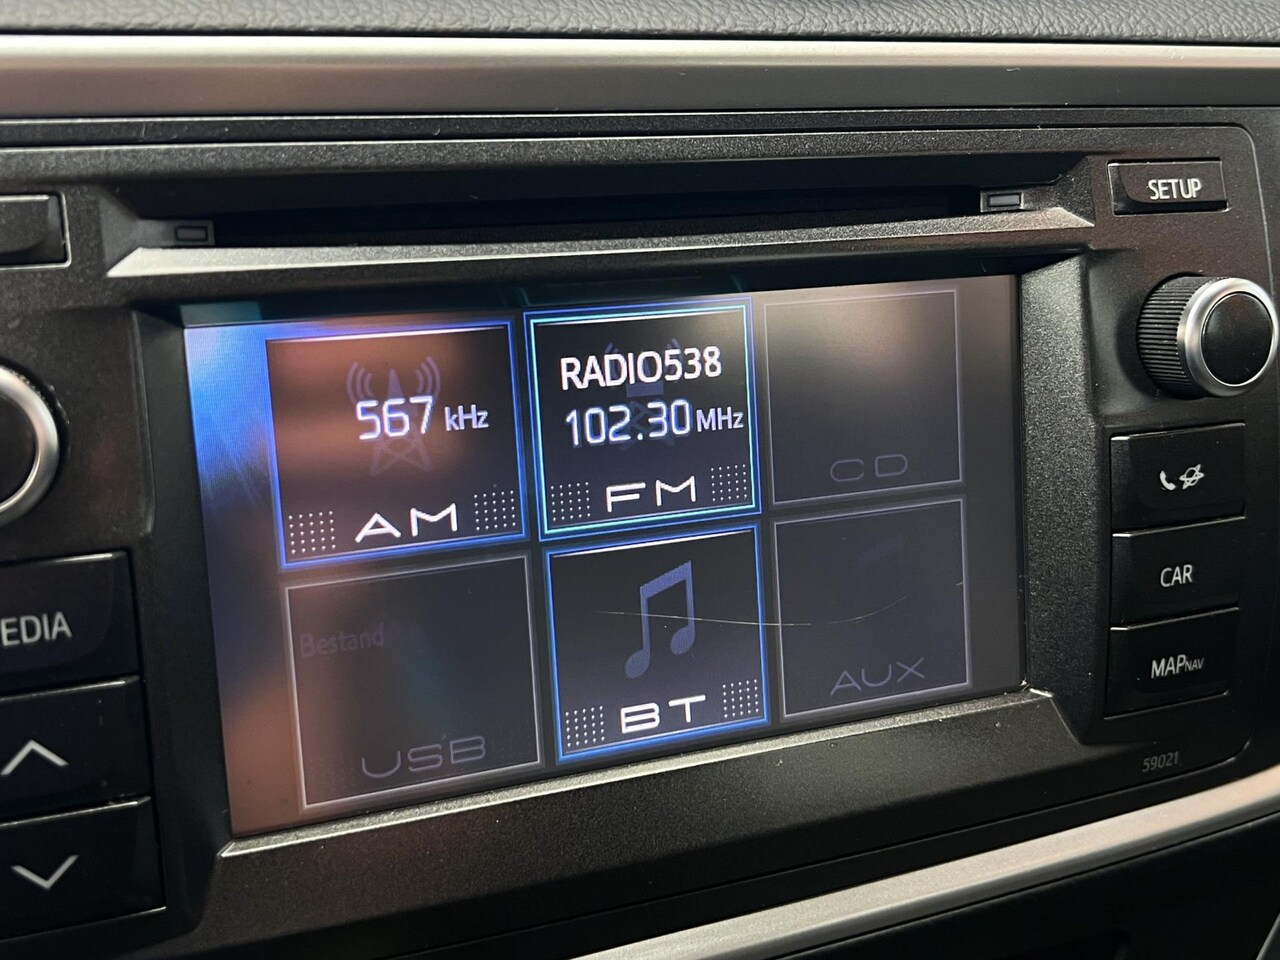 SETUP
RADIO538
567 kHz
102.30 MHz
AM
FM
CD
Bestand
USB
BT
AUX
EDIA
CAR
MAPNAV
59021